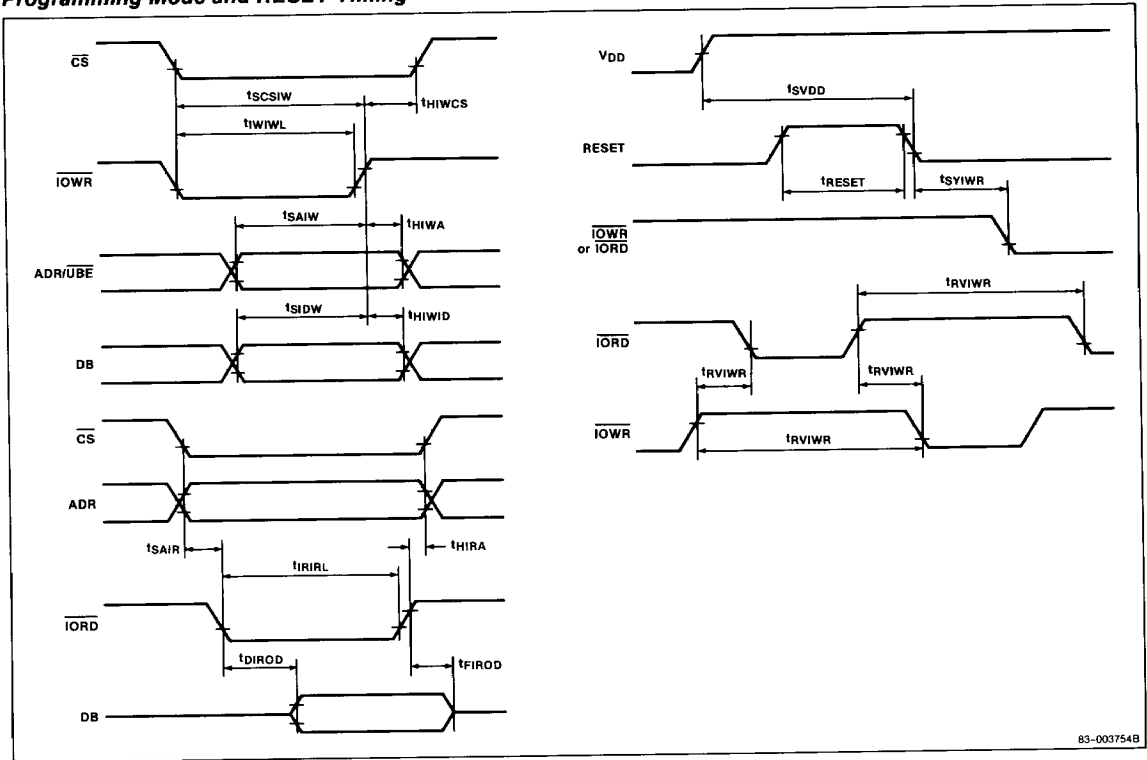 Programming Mode and RESET Timing
CS
tSCSIW
tHIWCS
tIWIWL
IOWR
tSAIW
tHIWA
ADR/UBE
tSIDW
tHIWID
DB
CS
ADR
tSAIR
tHIRA
tIRIRL
IORD
tDIROD
tFIROD
DB
VDD
tSVDD
RESET
tRESET
tSYIWR
IOWR
or IORD
tRVIWR
IORD
tRVIWR
tRVIWR
IOWR
tRVIWR
83-003754B